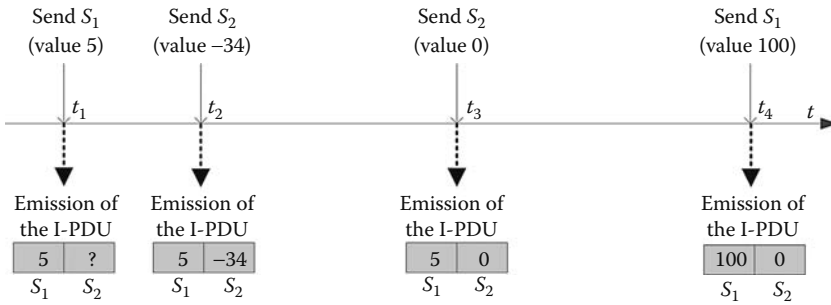 Send S₁ (value 5)
Send S₂ (value –34)
Send S₂ (value 0)
Send S₁ (value 100)
t₁
t₂
t₃
t₄
t
Emission of the I-PDU
5 ?
S₁ S₂
Emission of the I-PDU
5 –34
S₁ S₂
Emission of the I-PDU
5 0
S₁ S₂
Emission of the I-PDU
100 0
S₁ S₂